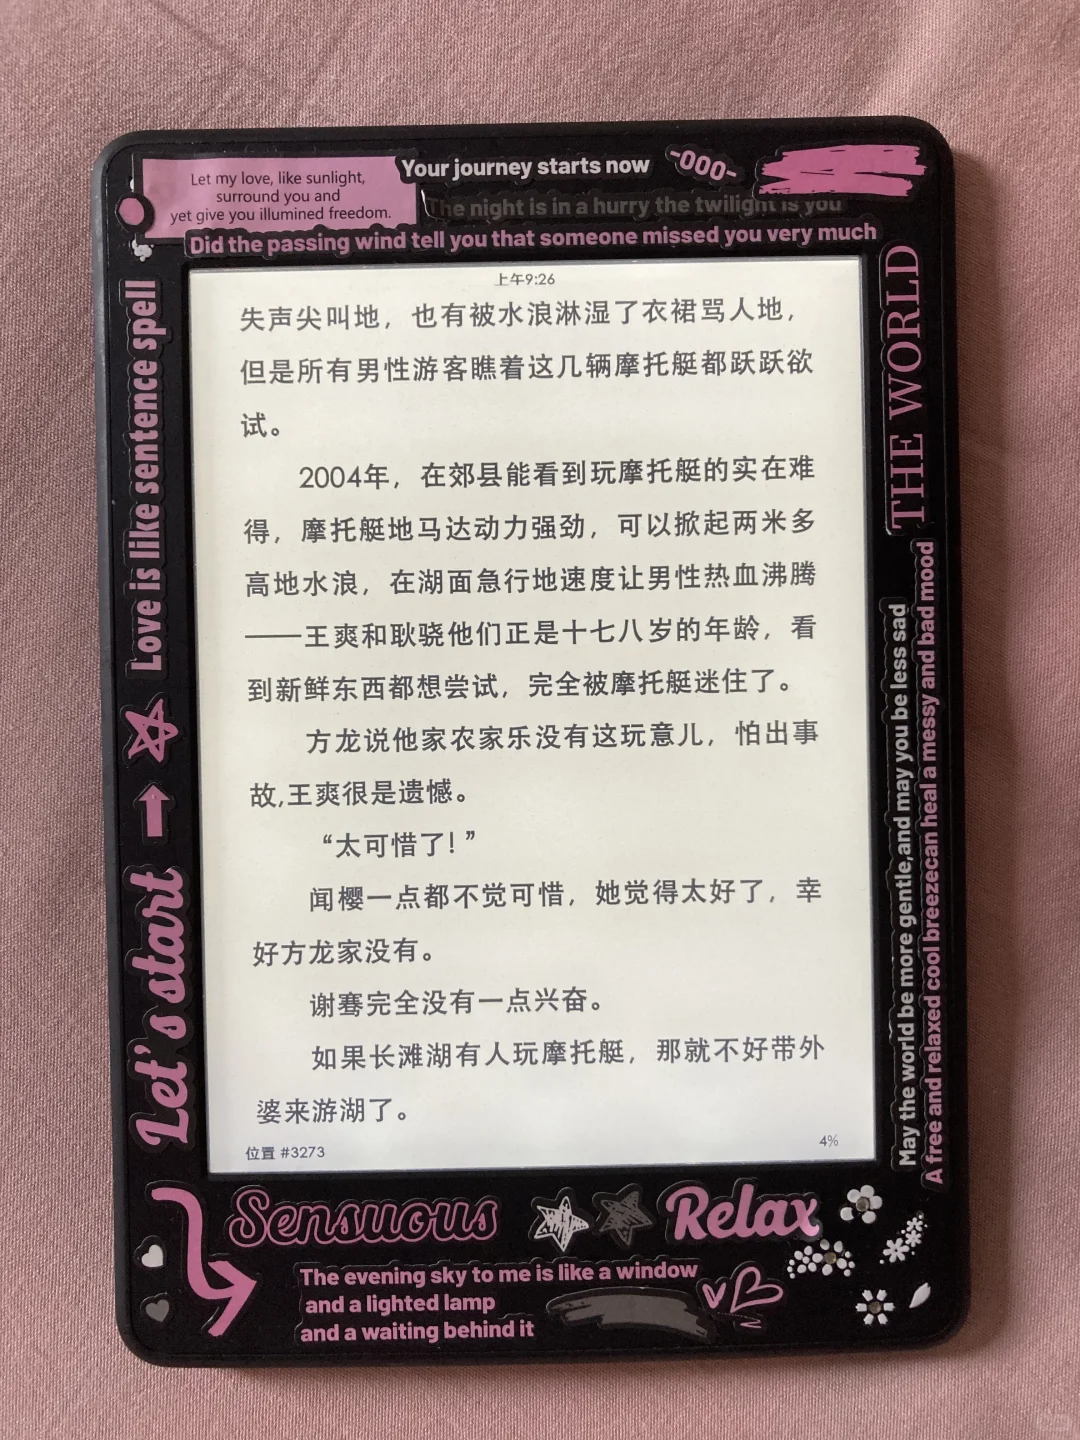 Let my love, like sunlight,
surround you and
yet give you illumined freedom.
Your journey starts now
-000-
The night is in a hurry the twilight is you
Did the passing wind tell you that someone missed you very much
上午9:26
失声尖叫地，也有被水浪淋湿了衣裙骂人地，
但是所有男性游客瞧着这几辆摩托艇都跃跃欲
试。
2004年，在郊县能看到玩摩托艇的实在难
得，摩托艇地马达动力强劲，可以掀起两米多
高地水浪，在湖面急行地速度让男性热血沸腾
——王爽和耿骁他们正是十七八岁的年龄，看
到新鲜东西都想尝试，完全被摩托艇迷住了。
方龙说他家农家乐没有这玩意儿，怕出事
故,王爽很是遗憾。
“太可惜了！”
闻樱一点都不觉可惜，她觉得太好了，幸
好方龙家没有。
谢骞完全没有一点兴奋。
如果长滩湖有人玩摩托艇，那就不好带外
婆来游湖了。
位置 #3273
4%
Love is like sentence spell
Let's start
THE WORLD
May the world be more gentle,and may you be less sad
A free and relaxed cool breezecan heal a messy and bad mood
Sensuous
Relax
The evening sky to me is like a window
and a lighted lamp
and a waiting behind it